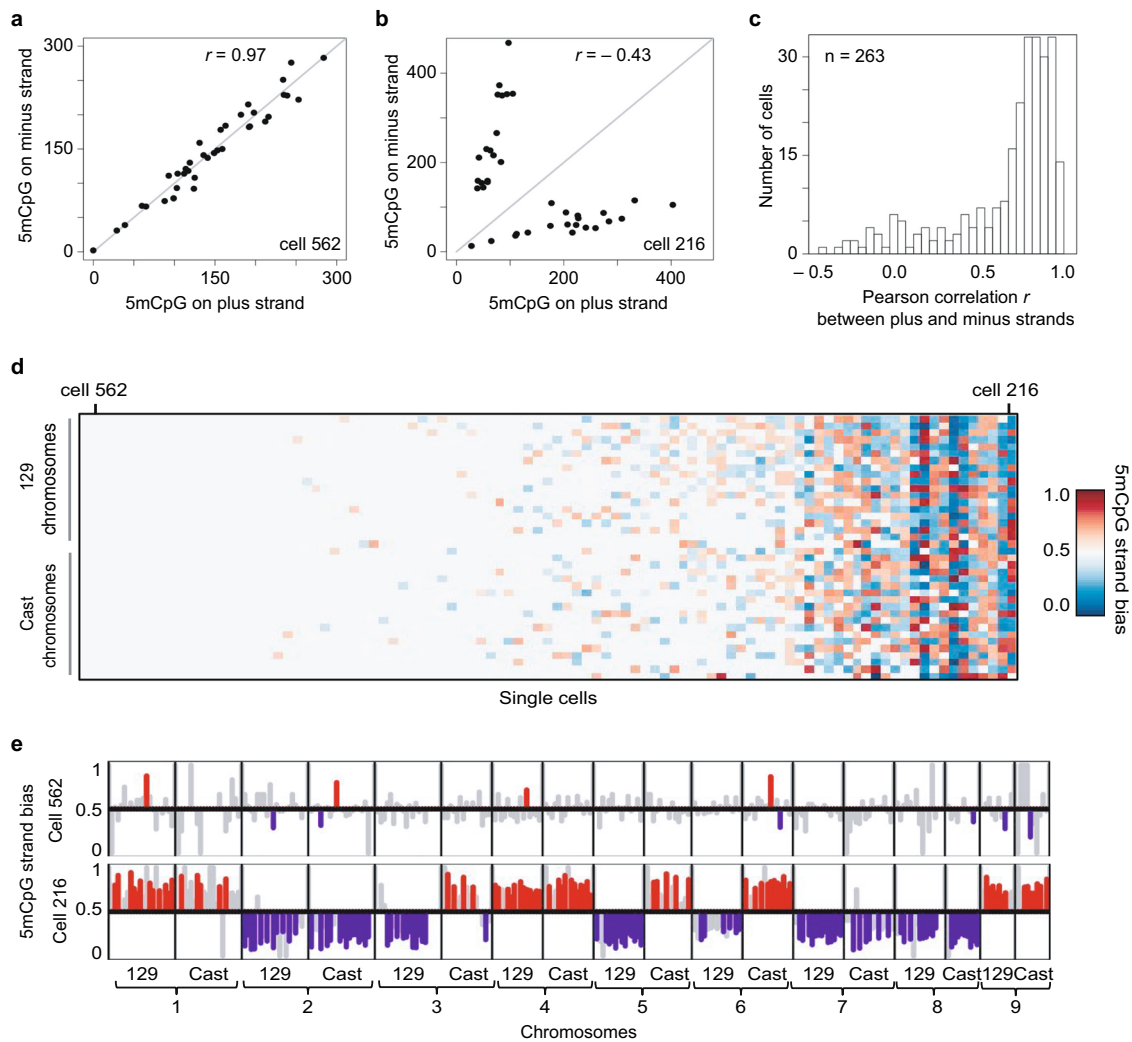 a
r = 0.97
300
150
0
0
150
300
5mCpG on minus strand
5mCpG on plus strand
cell 562
b
r = – 0.43
400
200
0
0
200
400
5mCpG on minus strand
5mCpG on plus strand
cell 216
c
n = 263
30
15
0
– 0.5
0.0
0.5
1.0
Number of cells
Pearson correlation r
between plus and minus strands
d
cell 562
cell 216
129
chromosomes
Cast
chromosomes
Single cells
1.0
0.5
0.0
5mCpG strand bias
e
5mCpG strand bias
Cell 562
Cell 216
1
0.5
0
1
0.5
0
129 Cast 129 Cast 129 Cast 129 Cast 129 Cast 129 Cast 129 Cast 129 Cast 129 Cast
1 2 3 4 5 6 7 8 9
Chromosomes